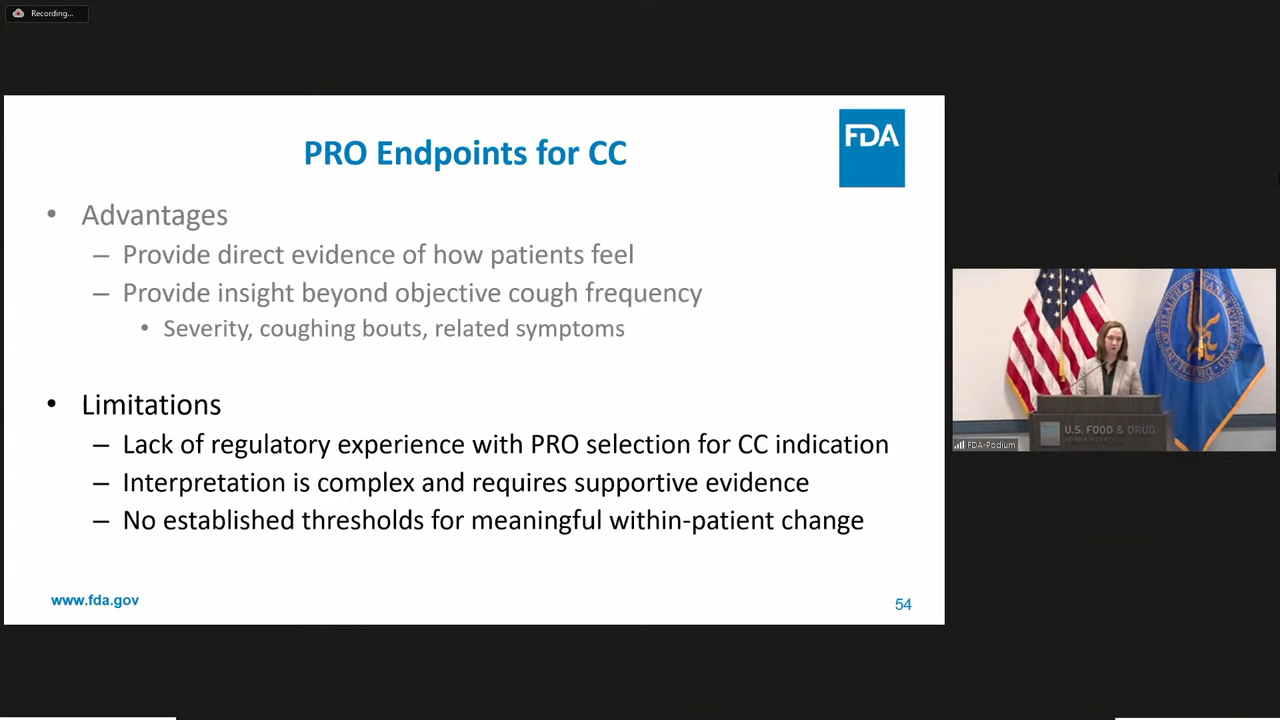 Recording...
PRO Endpoints for CC
FDA
• Advantages
– Provide direct evidence of how patients feel
– Provide insight beyond objective cough frequency
• Severity, coughing bouts, related symptoms
• Limitations
– Lack of regulatory experience with PRO selection for CC indication
– Interpretation is complex and requires supportive evidence
– No established thresholds for meaningful within-patient change
www.fda.gov
54
U.S. FOOD & DRUG
FDA-Podium